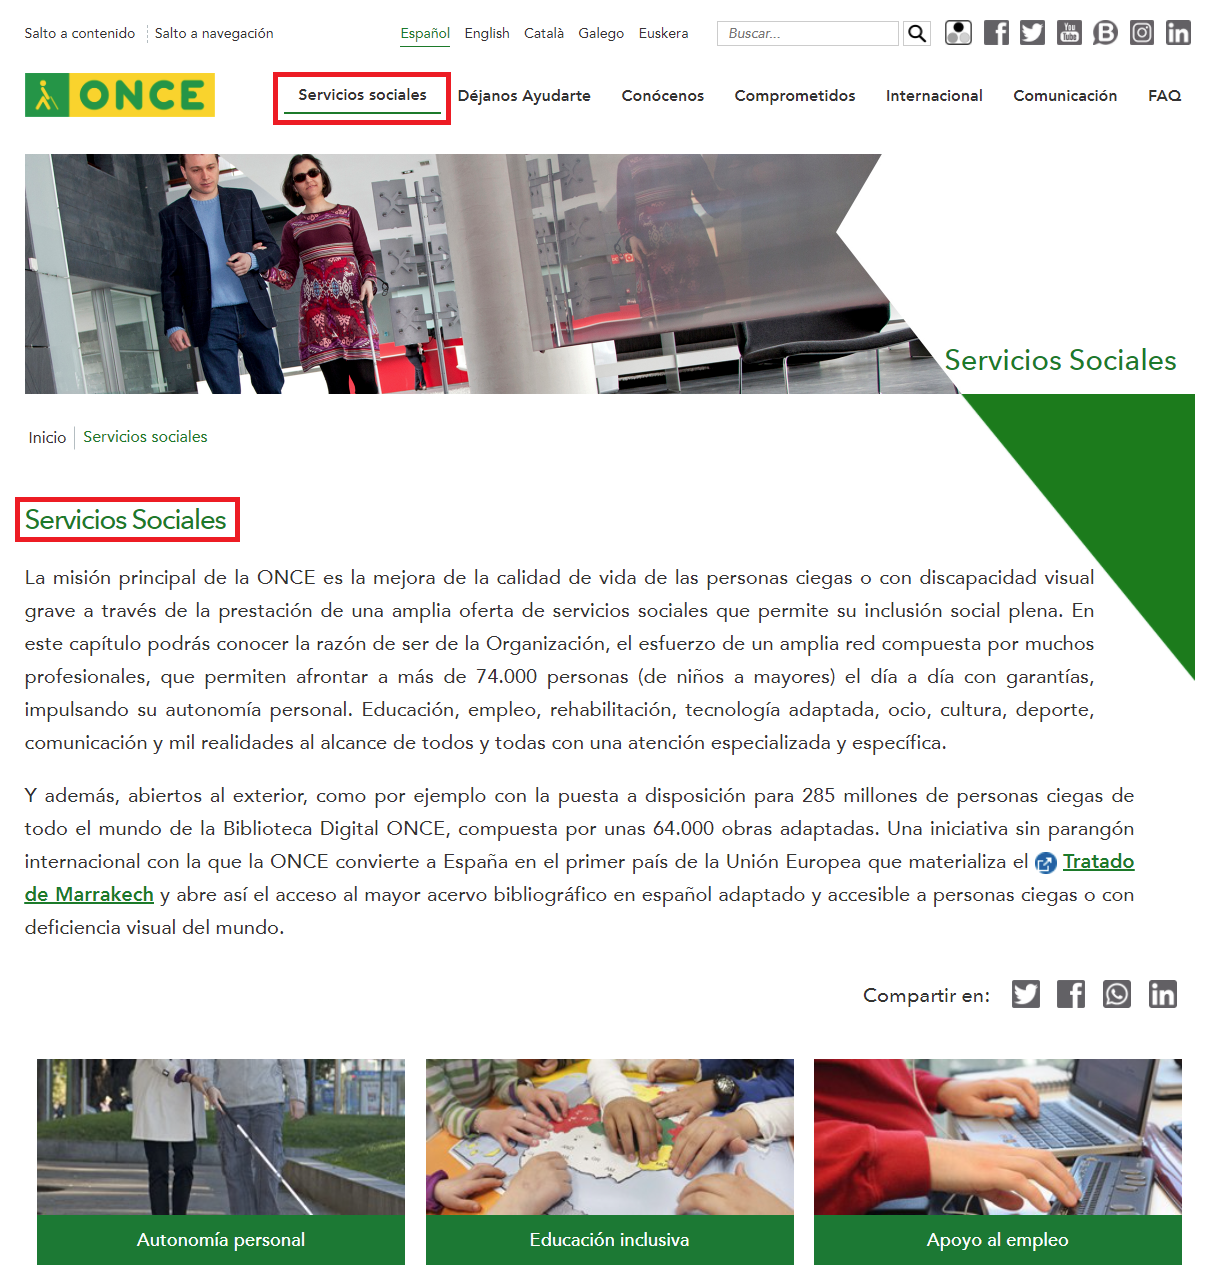 Salto a contenido Salto a navegación Español English Català Galego Euskera Buscar...
ONCE Servicios sociales Déjanos Ayudarte Conócenos Comprometidos Internacional Comunicación FAQ
Servicios Sociales
Inicio Servicios sociales
Servicios Sociales
La misión principal de la ONCE es la mejora de la calidad de vida de las personas ciegas o con discapacidad visual
grave a través de la prestación de una amplia oferta de servicios sociales que permite su inclusión social plena. En
este capítulo podrás conocer la razón de ser de la Organización, el esfuerzo de un amplia red compuesta por muchos
profesionales, que permiten afrontar a más de 74.000 personas (de niños a mayores) el día a día con garantías,
impulsando su autonomía personal. Educación, empleo, rehabilitación, tecnología adaptada, ocio, cultura, deporte,
comunicación y mil realidades al alcance de todos y todas con una atención especializada y específica.
Y además, abiertos al exterior, como por ejemplo con la puesta a disposición para 285 millones de personas ciegas de
todo el mundo de la Biblioteca Digital ONCE, compuesta por unas 64.000 obras adaptadas. Una iniciativa sin parangón
internacional con la que la ONCE convierte a España en el primer país de la Unión Europea que materializa el Tratado
de Marrakech y abre así el acceso al mayor acervo bibliográfico en español adaptado y accesible a personas ciegas o con
deficiencia visual del mundo.
Compartir en:
Autonomía personal Educación inclusiva Apoyo al empleo